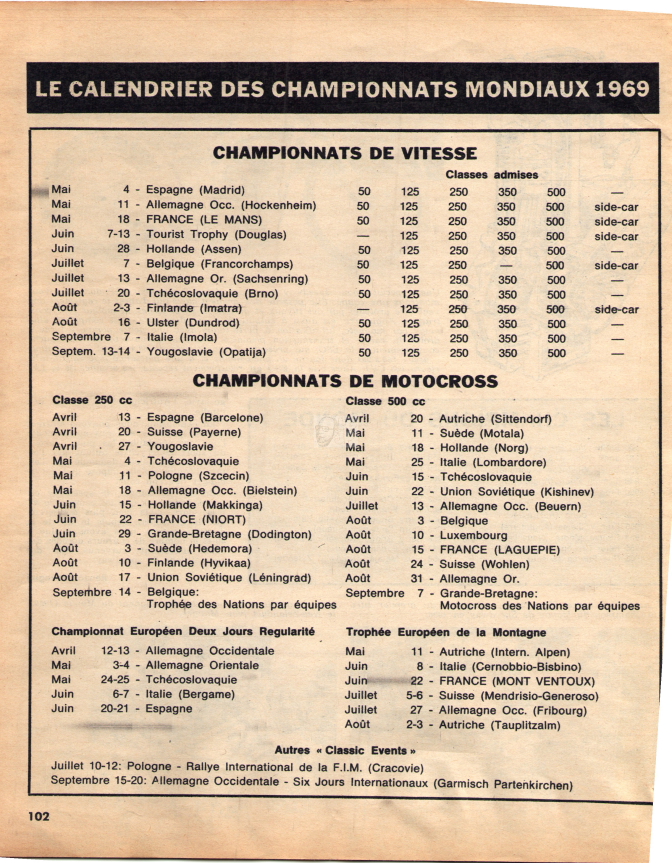 LE CALENDRIER DES CHAMPIONNATS MONDIAUX 1969
CHAMPIONNATS DE VITESSE
Classes admises
Mai 4 - Espagne (Madrid) 50 125 250 350 500 —
Mai 11 - Allemagne Occ. (Hockenheim) 50 125 250 350 500 side-car
Mai 18 - FRANCE (LE MANS) 50 125 250 350 500 side-car
Juin 7-13 - Tourist Trophy (Douglas) — 125 250 350 500 side-car
Juin 28 - Hollande (Assen) 50 125 250 350 500 —
Juillet 7 - Belgique (Francorchamps) 50 125 250 — 500 side-car
Juillet 13 - Allemagne Or. (Sachsenring) 50 125 250 350 500 —
Juillet 20 - Tchécoslovaquie (Brno) 50 125 250 350 500 —
Août 2-3 - Finlande (Imatra) — 125 250 350 500 side-car
Août 16 - Ulster (Dundrod) 50 125 250 350 500 —
Septembre 7 - Italie (Imola) 50 125 250 350 500 —
Septem. 13-14 - Yougoslavie (Opatija) 50 125 250 350 500 —
CHAMPIONNATS DE MOTOCROSS
Classe 250 cc
Avril 13 - Espagne (Barcelone)
Avril 20 - Suisse (Payerne)
Avril 27 - Yougoslavie
Mai 4 - Tchécoslovaquie
Mai 11 - Pologne (Szcecin)
Mai 18 - Allemagne Occ. (Bielstein)
Juin 15 - Hollande (Makkinga)
Juin 22 - FRANCE (NIORT)
Juin 29 - Grande-Bretagne (Dodington)
Août 3 - Suède (Hedemora)
Août 10 - Finlande (Hyvikaa)
Août 17 - Union Soviétique (Léningrad)
Septembre 14 - Belgique:
Trophée des Nations par équipes
Classe 500 cc
Avril 20 - Autriche (Sittendorf)
Mai 11 - Suède (Motala)
Mai 18 - Hollande (Norg)
Mai 25 - Italie (Lombardore)
Juin 15 - Tchécoslovaquie
Juin 22 - Union Soviétique (Kishinev)
Juillet 13 - Allemagne Occ. (Beuern)
Août 3 - Belgique
Août 10 - Luxembourg
Août 15 - FRANCE (LAGUEPIE)
Août 24 - Suisse (Wohlen)
Août 31 - Allemagne Or.
Septembre 7 - Grande-Bretagne:
Motocross des Nations par équipes
Championnat Européen Deux Jours Regularité
Avril 12-13 - Allemagne Occidentale
Mai 3-4 - Allemagne Orientale
Mai 24-25 - Tchécoslovaquie
Juin 6-7 - Italie (Bergame)
Juin 20-21 - Espagne
Trophée Européen de la Montagne
Mai 11 - Autriche (Intern. Alpen)
Juin 8 - Italie (Cernobbio-Bisbino)
Juin 22 - FRANCE (MONT VENTOUX)
Juillet 5-6 - Suisse (Mendrisio-Generoso)
Juillet 27 - Allemagne Occ. (Fribourg)
Août 2-3 - Autriche (Tauplitzalm)
Autres « Classic Events »
Juillet 10-12: Pologne - Rallye International de la F.I.M. (Cracovie)
Septembre 15-20: Allemagne Occidentale - Six Jours Internationaux (Garmisch Partenkirchen)
102